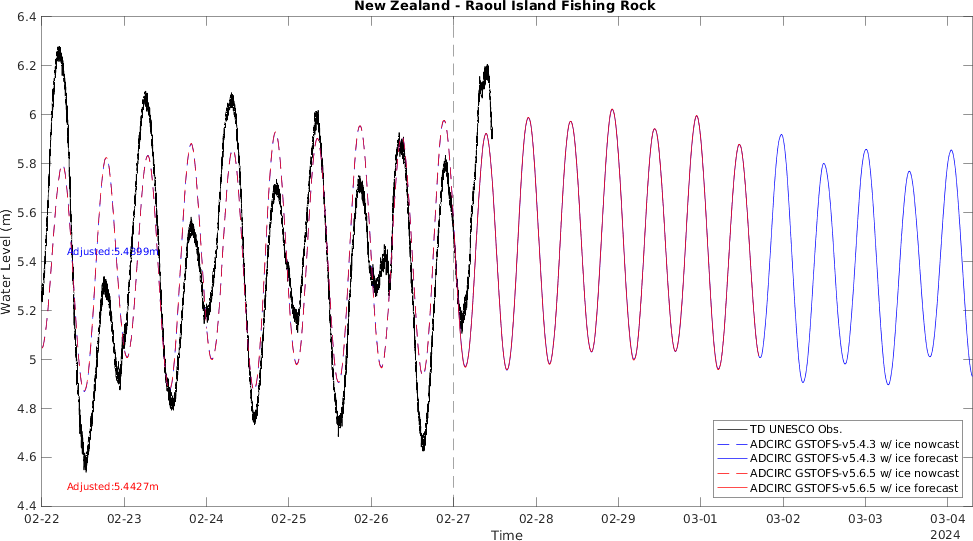 New Zealand - Raoul Island Fishing Rock
6.4
6.2
6
5.8
5.6
5.4
5.2
5
4.8
4.6
4.4
Water Level (m)
Adjusted:5.4899m
Adjusted:5.4427m
TD UNESCO Obs.
ADCIRC GSTOFS-v5.4.3 w/ ice nowcast
ADCIRC GSTOFS-v5.4.3 w/ ice forecast
ADCIRC GSTOFS-v5.6.5 w/ ice nowcast
ADCIRC GSTOFS-v5.6.5 w/ ice forecast
02-22 02-23 02-24 02-25 02-26 02-27 02-28 02-29 03-01 03-02 03-03 03-04
2024
Time